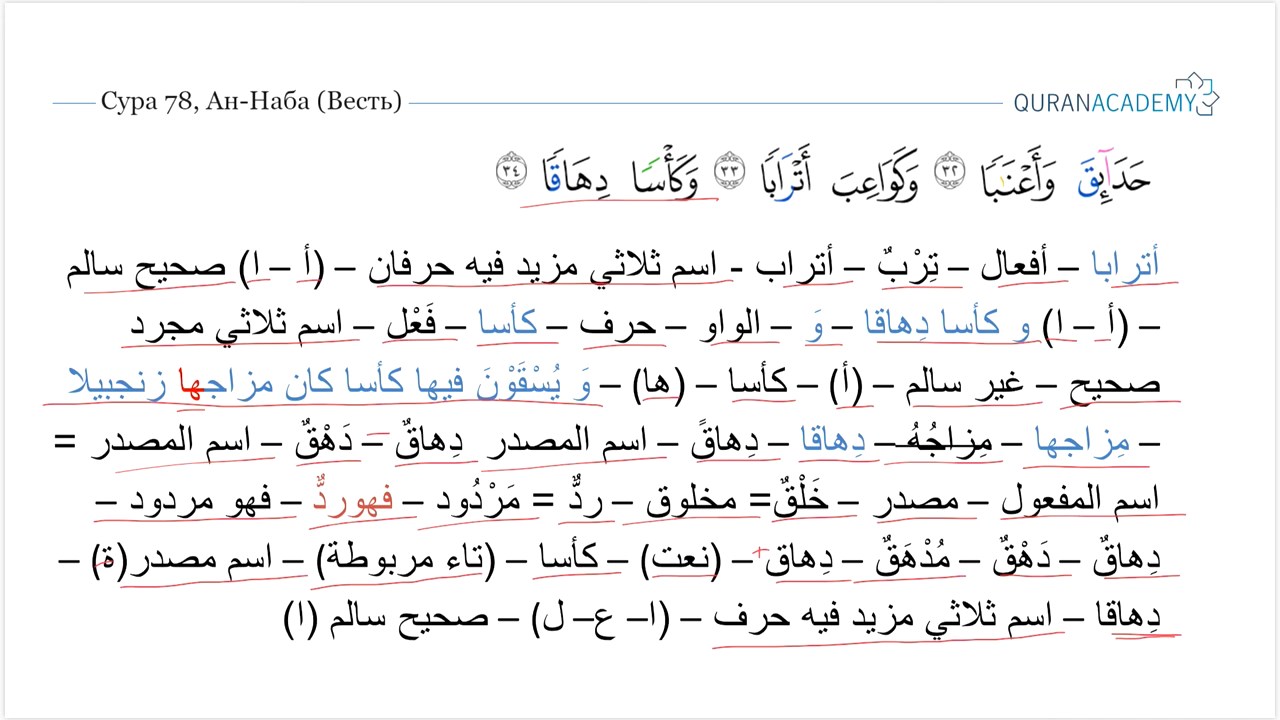 Сура 78, Ан-Наба (Весть)
QURANACADEMY
حَدَآئِقَ وَأَعْنَـٰبًا ٣٢ وَكَوَاعِبَ أَتْرَابًا ٣٣ وَكَأْسًا دِهَاقًا ٣٤
أترابا – أفعال – تِرْبٌ – أتراب - اسم ثلاثي مزيد فيه حرفان – (أ – ا) صحيح سالم
– (أ – ا) و كأسا دِهاقا – وَ – الواو – حرف – كأسا – فَعْل – اسم ثلاثي مجرد
صحيح – غير سالم – (أ) – كأسا – (ها) – وَ يُسْقَوْنَ فيها كأسا كان مزاجها زنجبيلا
– مِزاجها – مِزاجُهُ – دِهاقا – دِهاقً – اسم المصدر دِهاقٌ – دَهْقٌ – اسم المصدر =
اسم المفعول – مصدر – خَلْقٌ= مخلوق – ردٌّ = مَرْدُود – فهوردٌّ – فهو مردود –
دِهاقٌ – دَهْقٌ – مُدْهَقٌ – دِهاق – (نعت) – كأسا – (تاء مربوطة) – اسم مصدر(ة) –
دِهاقا – اسم ثلاثي مزيد فيه حرف – (ا– ع– ل) – صحيح سالم (ا)